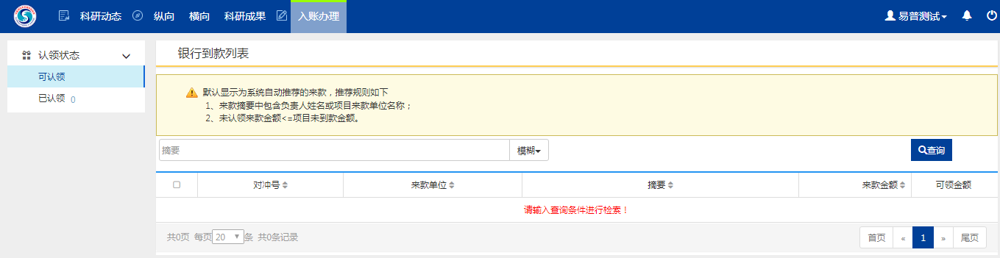 科研动态 纵向 横向 科研成果 入账办理 易普测试
认领状态
可认领
已认领 0
银行到款列表
默认显示为系统自动推荐的来款，推荐规则如下
1、来款摘要中包含负责人姓名或项目来款单位名称；
2、未认领来款金额<=项目未到款金额。
摘要 模糊 查询
对冲号 来款单位 摘要 来款金额 可领金额
请输入查询条件进行检索！
共0页 每页 20 条 共0条记录 首页 « 1 » 尾页